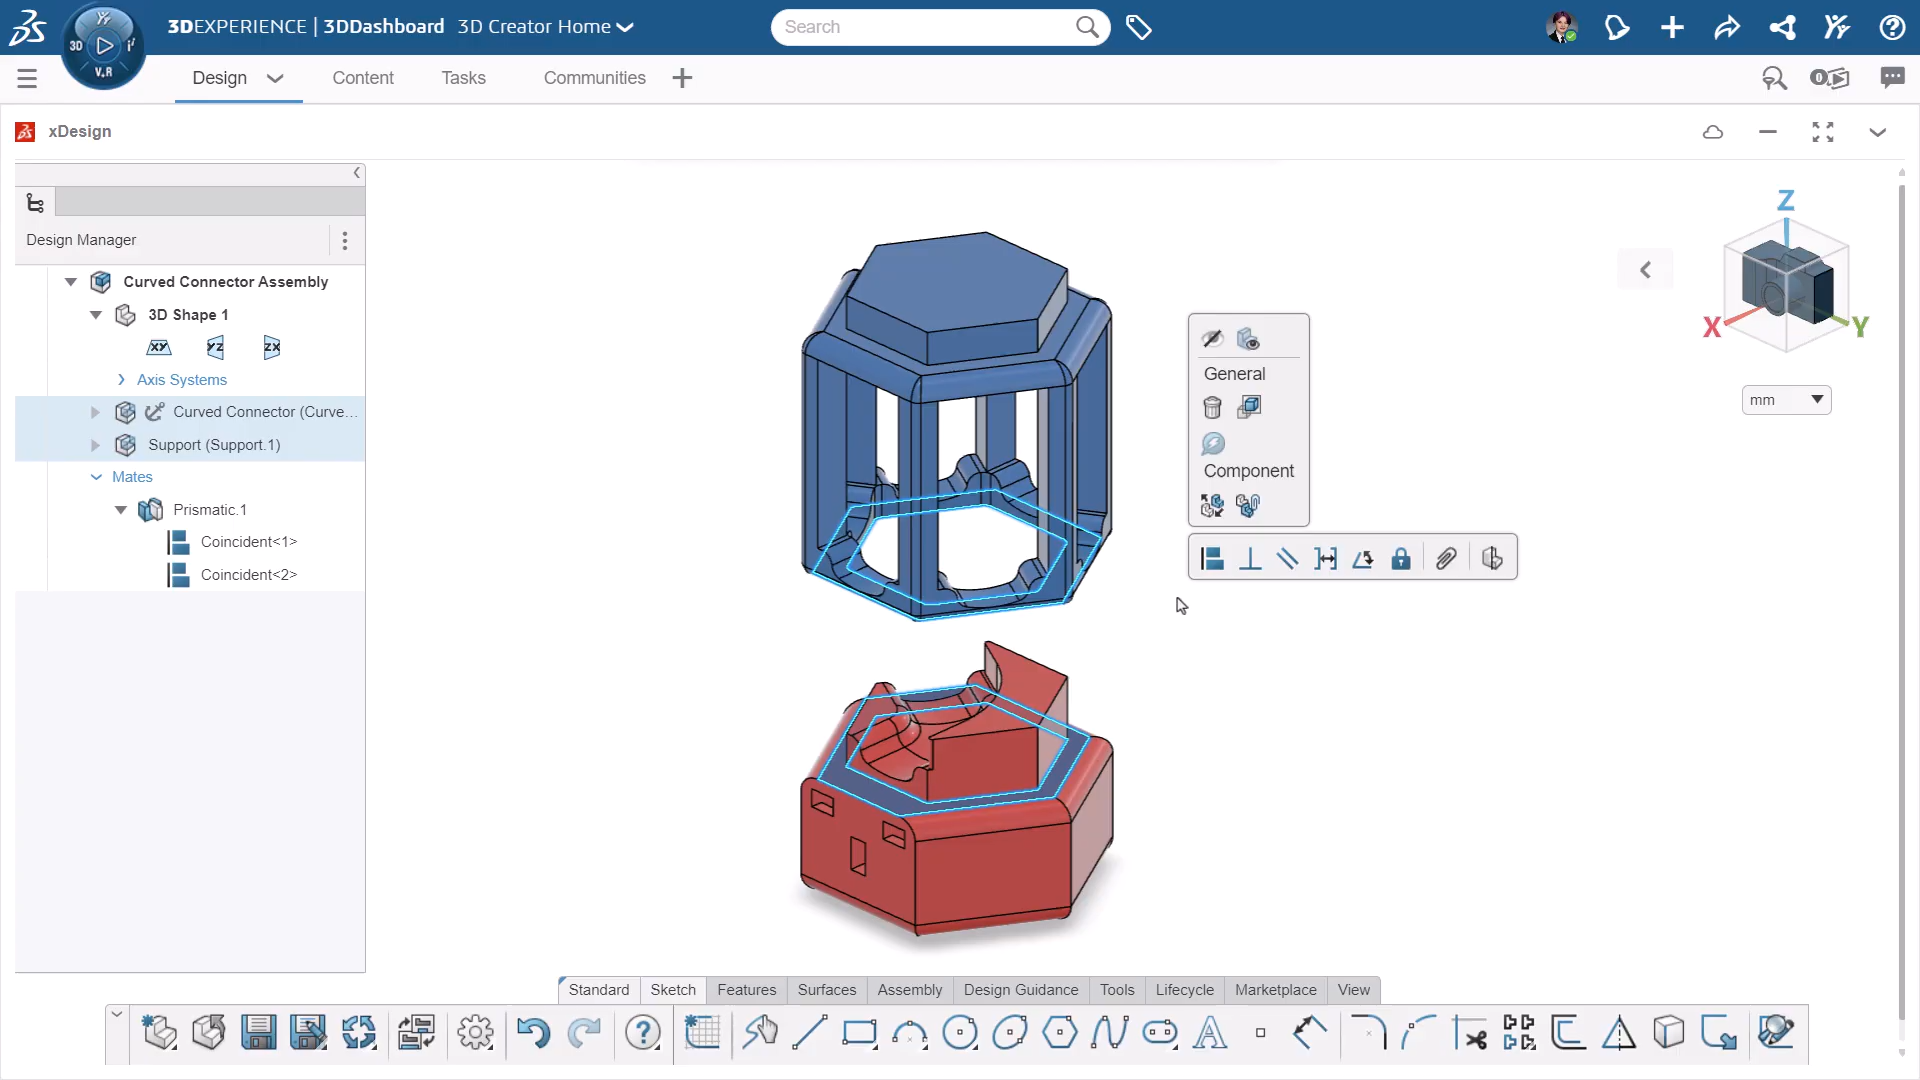 3DEXPERIENCE | 3DDashboard 3D Creator Home
Search
3D
V.R
Design
Content
Tasks
Communities
0
xDesign
Design Manager
Curved Connector Assembly
3D Shape 1
XY
YZ
ZX
Axis Systems
Curved Connector (Curve...
Support (Support.1)
Mates
Prismatic.1
Coincident<1>
Coincident<2>
General
Component
Z
X
Y
mm
Standard
Sketch
Features
Surfaces
Assembly
Design Guidance
Tools
Lifecycle
Marketplace
View